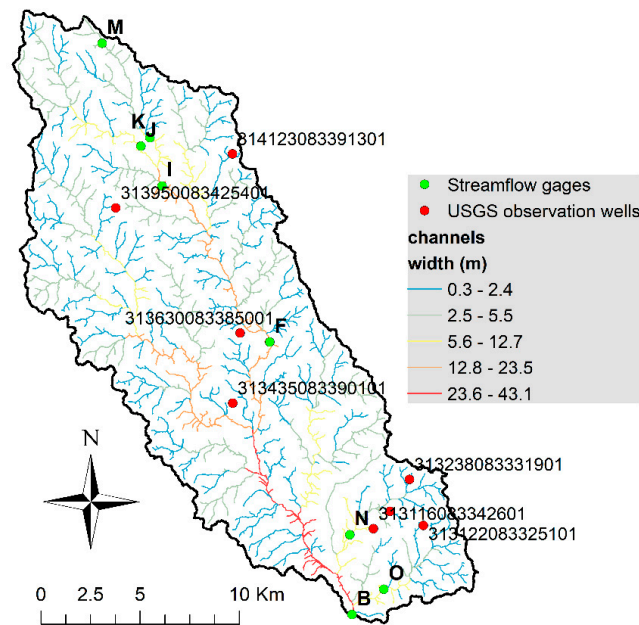 M
K J
314123083391301
I
313950083425401
Streamflow gages
USGS observation wells
channels
width (m)
0.3 - 2.4
2.5 - 5.5
5.6 - 12.7
12.8 - 23.5
23.6 - 43.1
313630083385001
F
313435083390101
N
313238083331901
N
313116083342601
313122083325101
O
B
0 2.5 5 10 Km